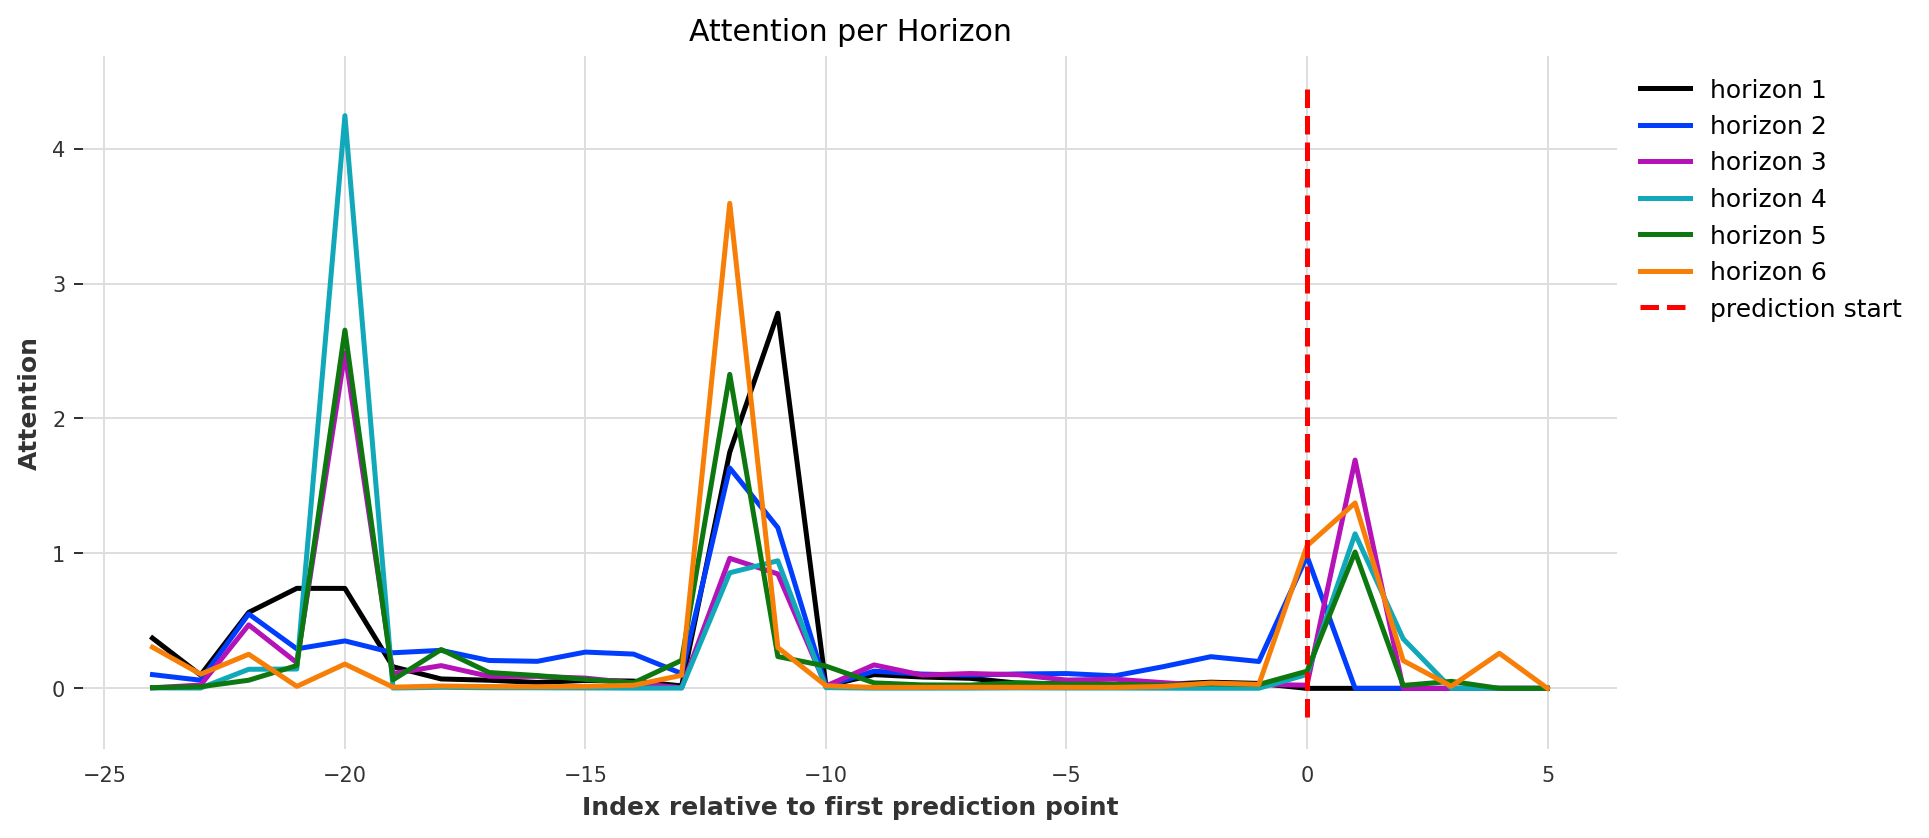 Attention per Horizon
horizon 1
horizon 2
horizon 3
horizon 4
horizon 5
horizon 6
prediction start
Attention
4
3
2
1
0
−25
−20
−15
−10
−5
0
5
Index relative to first prediction point